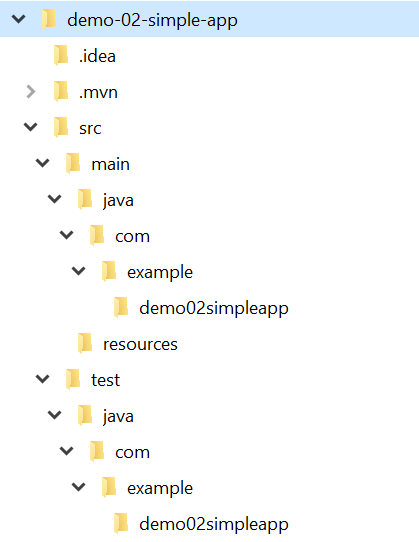 demo-02-simple-app
.idea
.mvn
src
main
java
com
example
demo02simpleapp
resources
test
java
com
example
demo02simpleapp